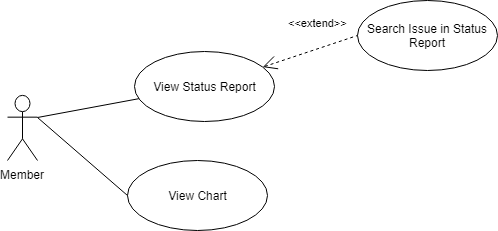 <<extend>>
Search Issue in Status
Report
View Status Report
Member
View Chart